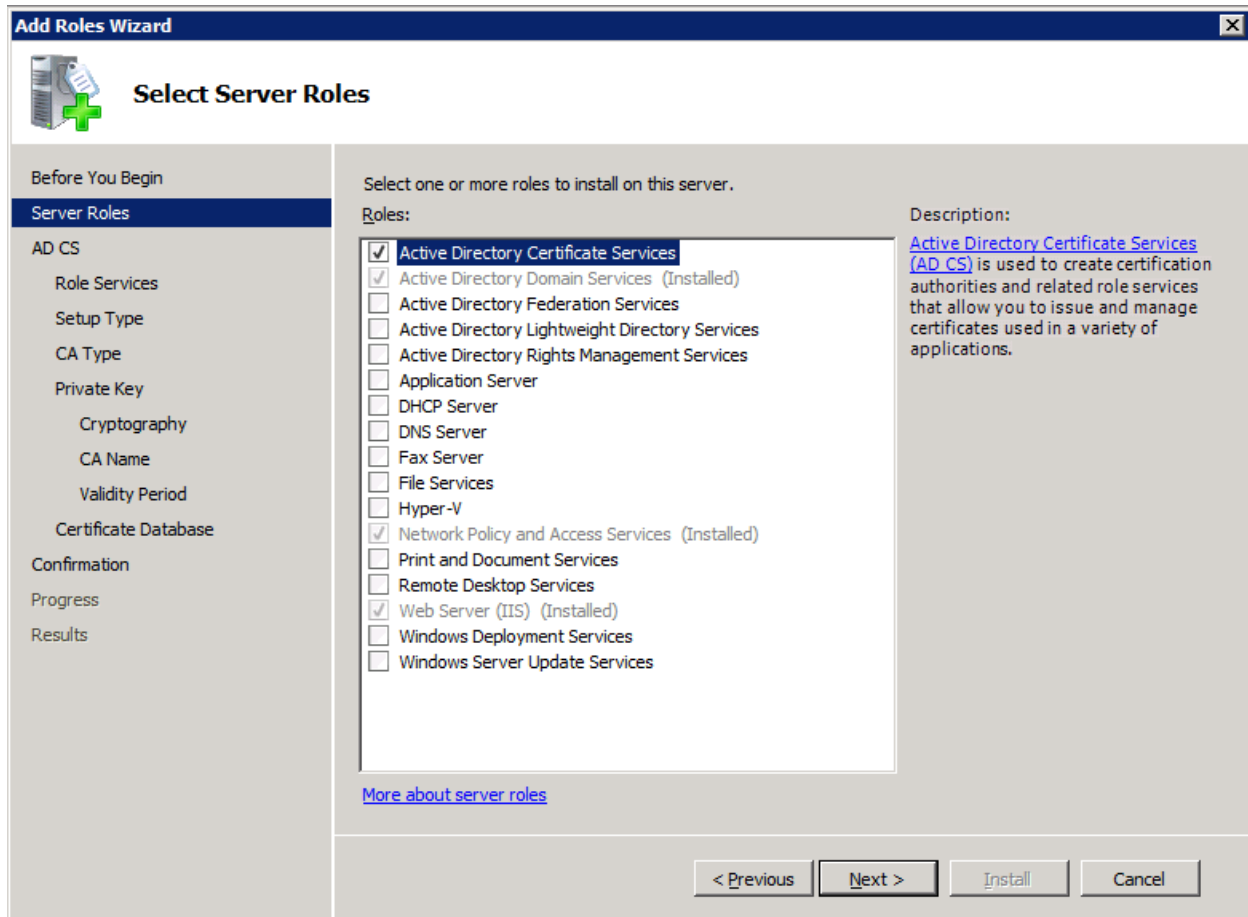 Add Roles Wizard
Select Server Roles
Before You Begin
Server Roles
AD CS
Role Services
Setup Type
CA Type
Private Key
Cryptography
CA Name
Validity Period
Certificate Database
Confirmation
Progress
Results
Select one or more roles to install on this server.
Roles:
Active Directory Certificate Services
Active Directory Domain Services (Installed)
Active Directory Federation Services
Active Directory Lightweight Directory Services
Active Directory Rights Management Services
Application Server
DHCP Server
DNS Server
Fax Server
File Services
Hyper-V
Network Policy and Access Services (Installed)
Print and Document Services
Remote Desktop Services
Web Server (IIS) (Installed)
Windows Deployment Services
Windows Server Update Services
More about server roles
Description:
Active Directory Certificate Services
(AD CS) is used to create certification
authorities and related role services
that allow you to issue and manage
certificates used in a variety of
applications.
< Previous
Next >
Install
Cancel